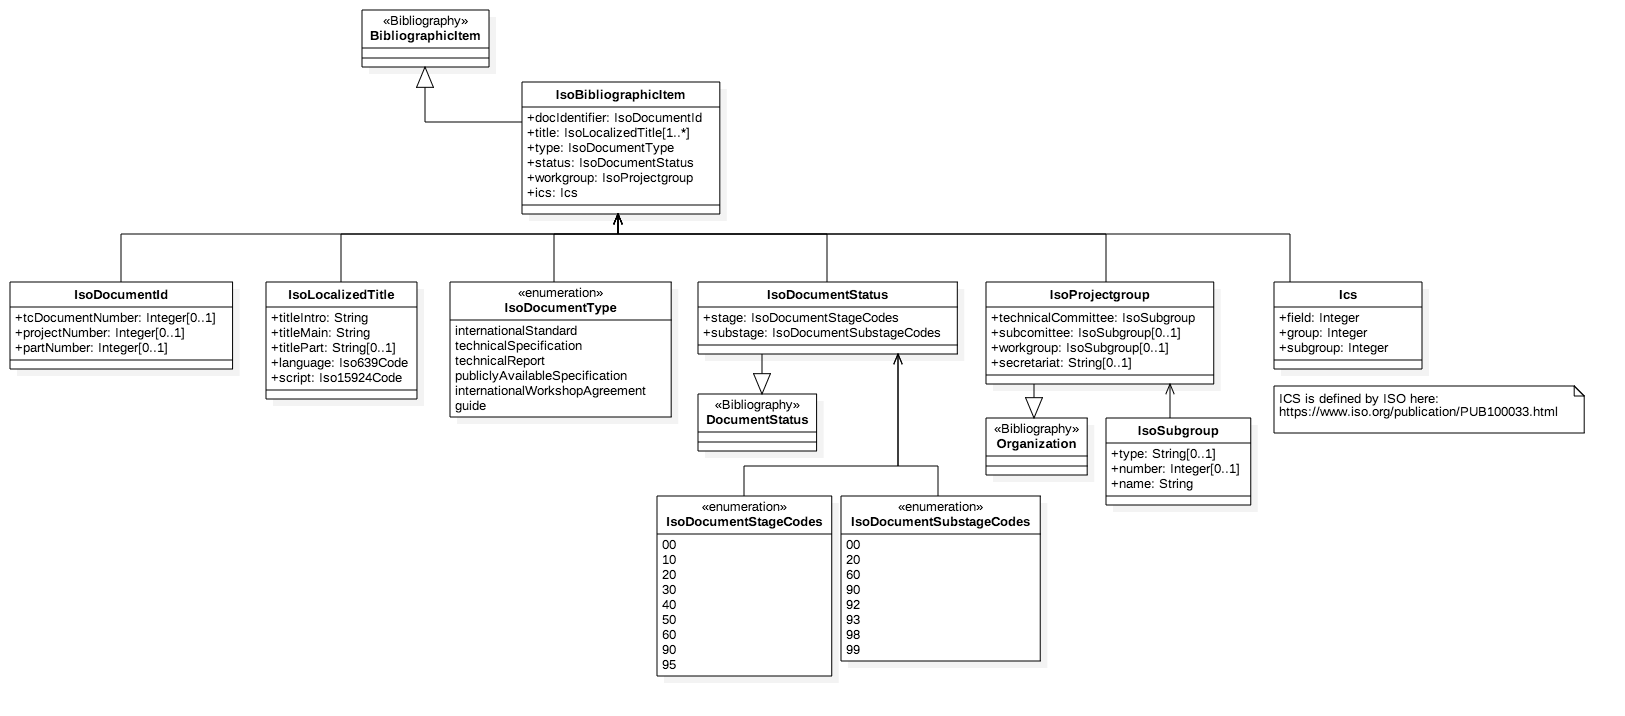 «Bibliography»
BibliographicItem
IsoBibliographicItem
+docIdentifier: IsoDocumentId
+title: IsoLocalizedTitle[1..*]
+type: IsoDocumentType
+status: IsoDocumentStatus
+workgroup: IsoProjectgroup
+ics: Ics
IsoDocumentId
+tcDocumentNumber: Integer[0..1]
+projectNumber: Integer[0..1]
+partNumber: Integer[0..1]
IsoLocalizedTitle
+titleIntro: String
+titleMain: String
+titlePart: String[0..1]
+language: Iso639Code
+script: Iso15924Code
«enumeration»
IsoDocumentType
internationalStandard
technicalSpecification
technicalReport
publiclyAvailableSpecification
internationalWorkshopAgreement
guide
IsoDocumentStatus
+stage: IsoDocumentStageCodes
+substage: IsoDocumentSubstageCodes
«Bibliography»
DocumentStatus
«enumeration»
IsoDocumentStageCodes
00
10
20
30
40
50
60
90
95
«enumeration»
IsoDocumentSubstageCodes
00
20
60
90
92
93
98
99
IsoProjectgroup
+technicalCommittee: IsoSubgroup
+subcomittee: IsoSubgroup[0..1]
+workgroup: IsoSubgroup[0..1]
+secretariat: String[0..1]
«Bibliography»
Organization
IsoSubgroup
+type: String[0..1]
+number: Integer[0..1]
+name: String
Ics
+field: Integer
+group: Integer
+subgroup: Integer
ICS is defined by ISO here:
https://www.iso.org/publication/PUB100033.html